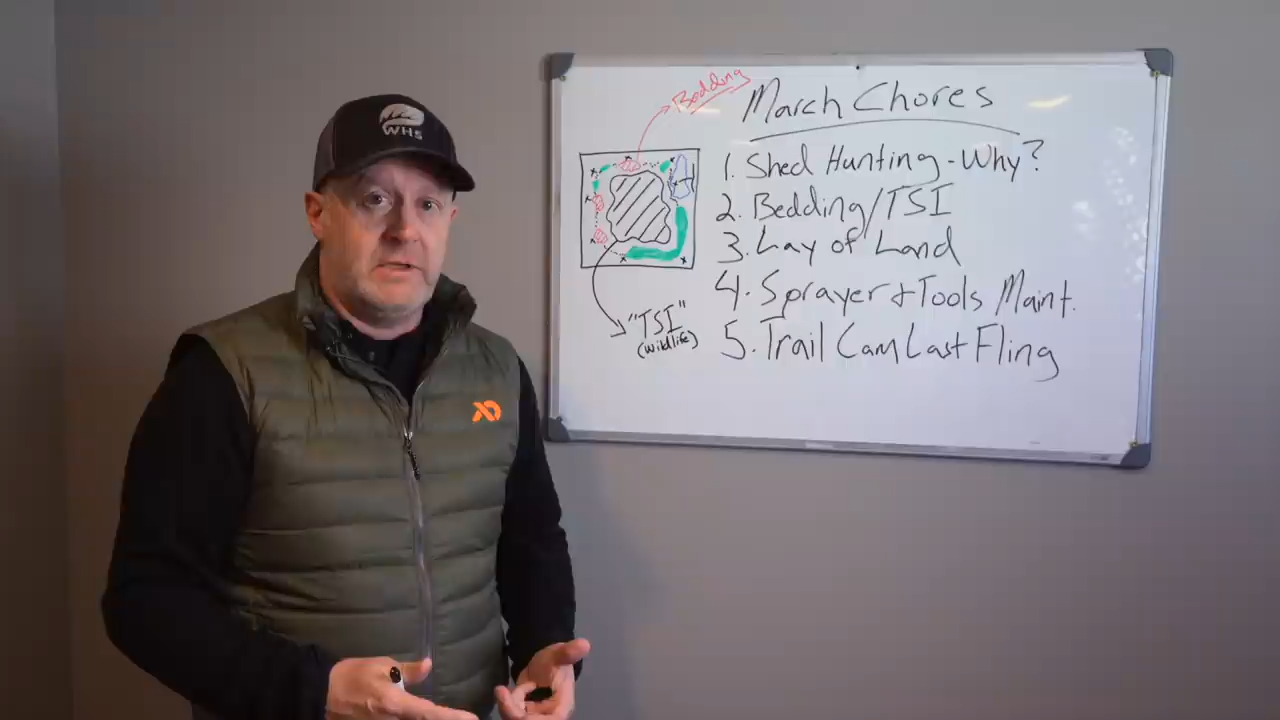 WHS
Bedding
March Chores
1. Shed Hunting - Why?
2. Bedding/TSI
3. Lay of Land
4. Sprayer & Tools Maint.
5. Trail Cam Last Fling
"TSI"
(wildlife)